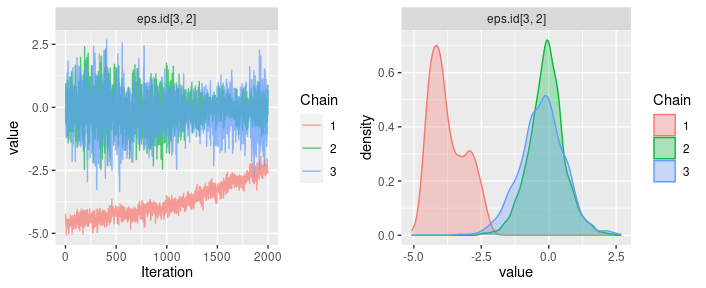 eps.id[3, 2]
value
2.5
0.0
-2.5
-5.0
0
500
1000
1500
2000
Iteration
Chain
1
2
3
eps.id[3, 2]
density
0.6
0.4
0.2
0.0
-5.0
-2.5
0.0
2.5
value
Chain
1
2
3